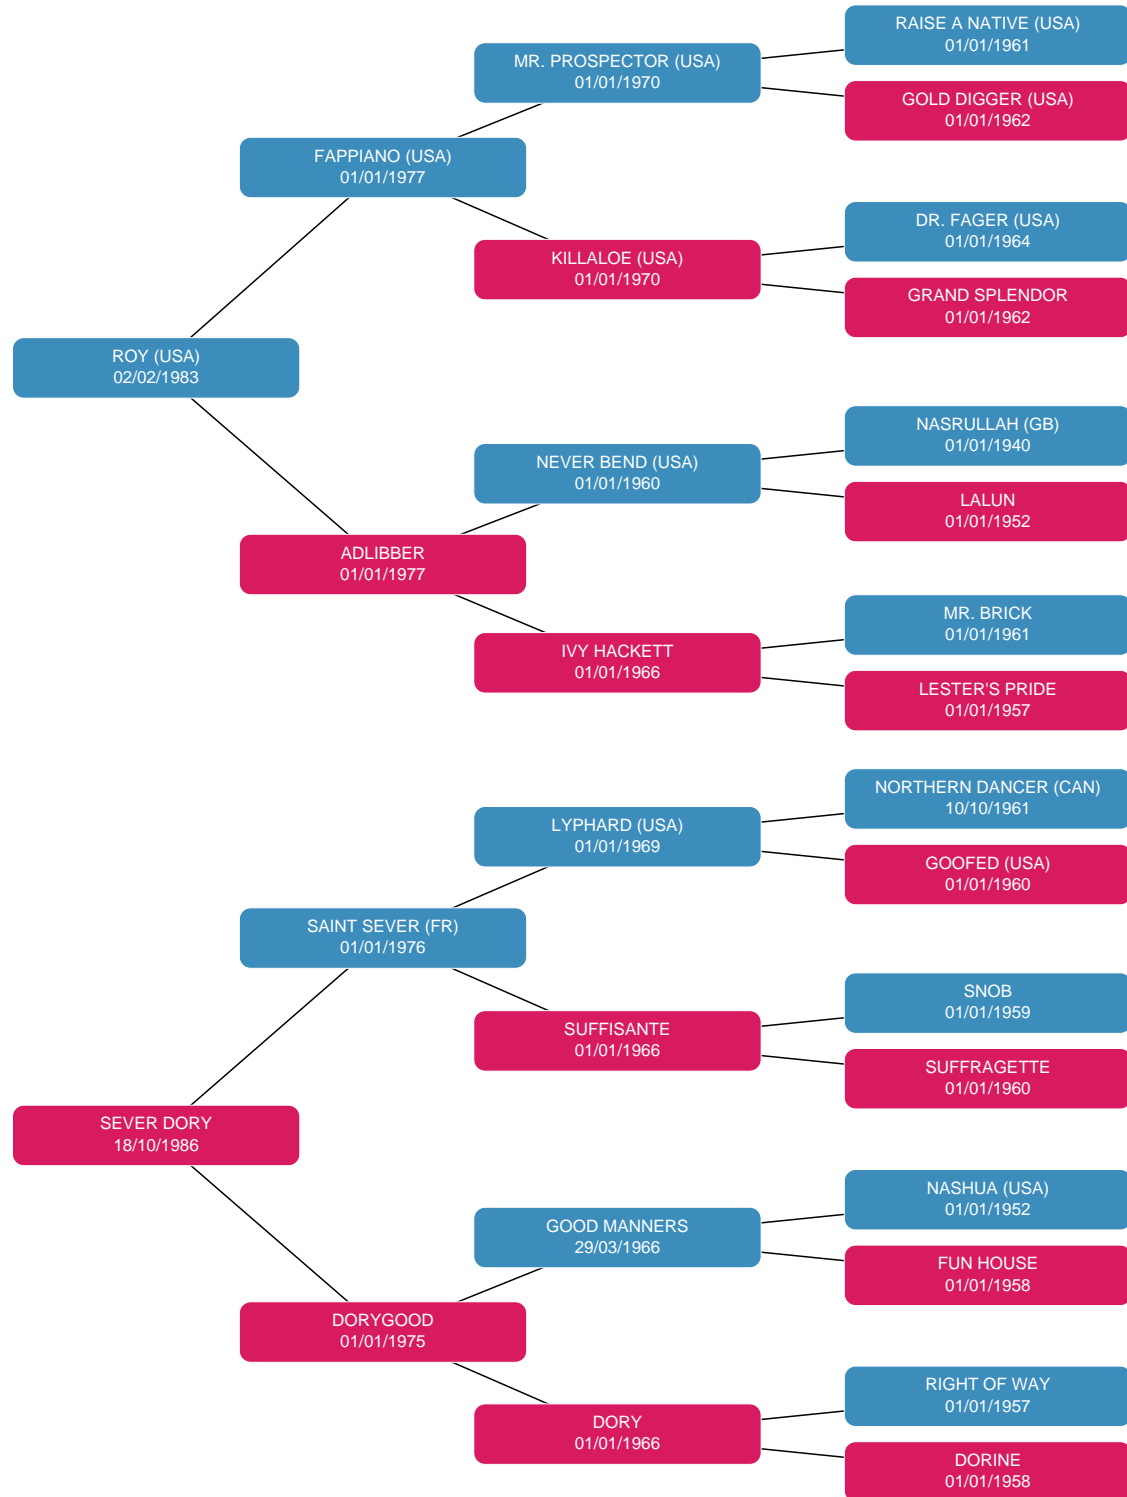 RAISE A NATIVE (USA)
01/01/1961
MR. PROSPECTOR (USA)
01/01/1970
GOLD DIGGER (USA)
01/01/1962
FAPPIANO (USA)
01/01/1977
DR. FAGER (USA)
01/01/1964
KILLALOE (USA)
01/01/1970
GRAND SPLENDOR
01/01/1962
ROY (USA)
02/02/1983
NASRULLAH (GB)
01/01/1940
NEVER BEND (USA)
01/01/1960
LALUN
01/01/1952
ADLIBBER
01/01/1977
MR. BRICK
01/01/1961
IVY HACKETT
01/01/1966
LESTER'S PRIDE
01/01/1957
NORTHERN DANCER (CAN)
10/10/1961
LYPHARD (USA)
01/01/1969
GOOFED (USA)
01/01/1960
SAINT SEVER (FR)
01/01/1976
SNOB
01/01/1959
SUFFISANTE
01/01/1966
SUFFRAGETTE
01/01/1960
SEVER DORY
18/10/1986
NASHUA (USA)
01/01/1952
GOOD MANNERS
29/03/1966
FUN HOUSE
01/01/1958
DORYGOOD
01/01/1975
RIGHT OF WAY
01/01/1957
DORY
01/01/1966
DORINE
01/01/1958